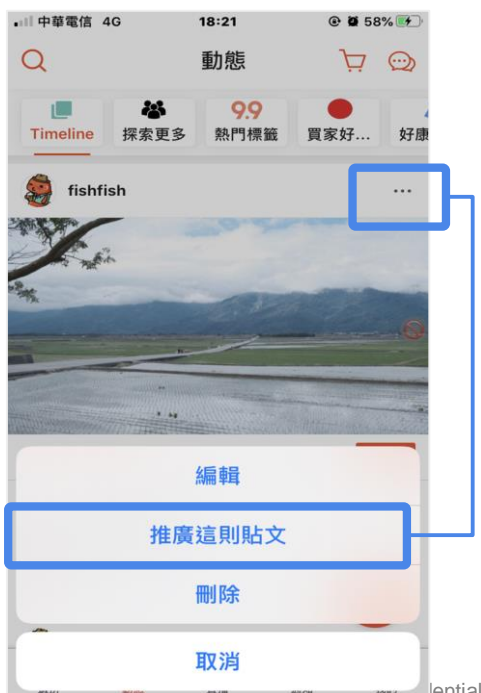 中華電信 4G 18:21 58%
動態
Timeline 探索更多 9.9 熱門標籤 買家好... 好康
fishfish ...
編輯
推廣這則貼文
刪除
取消
dential